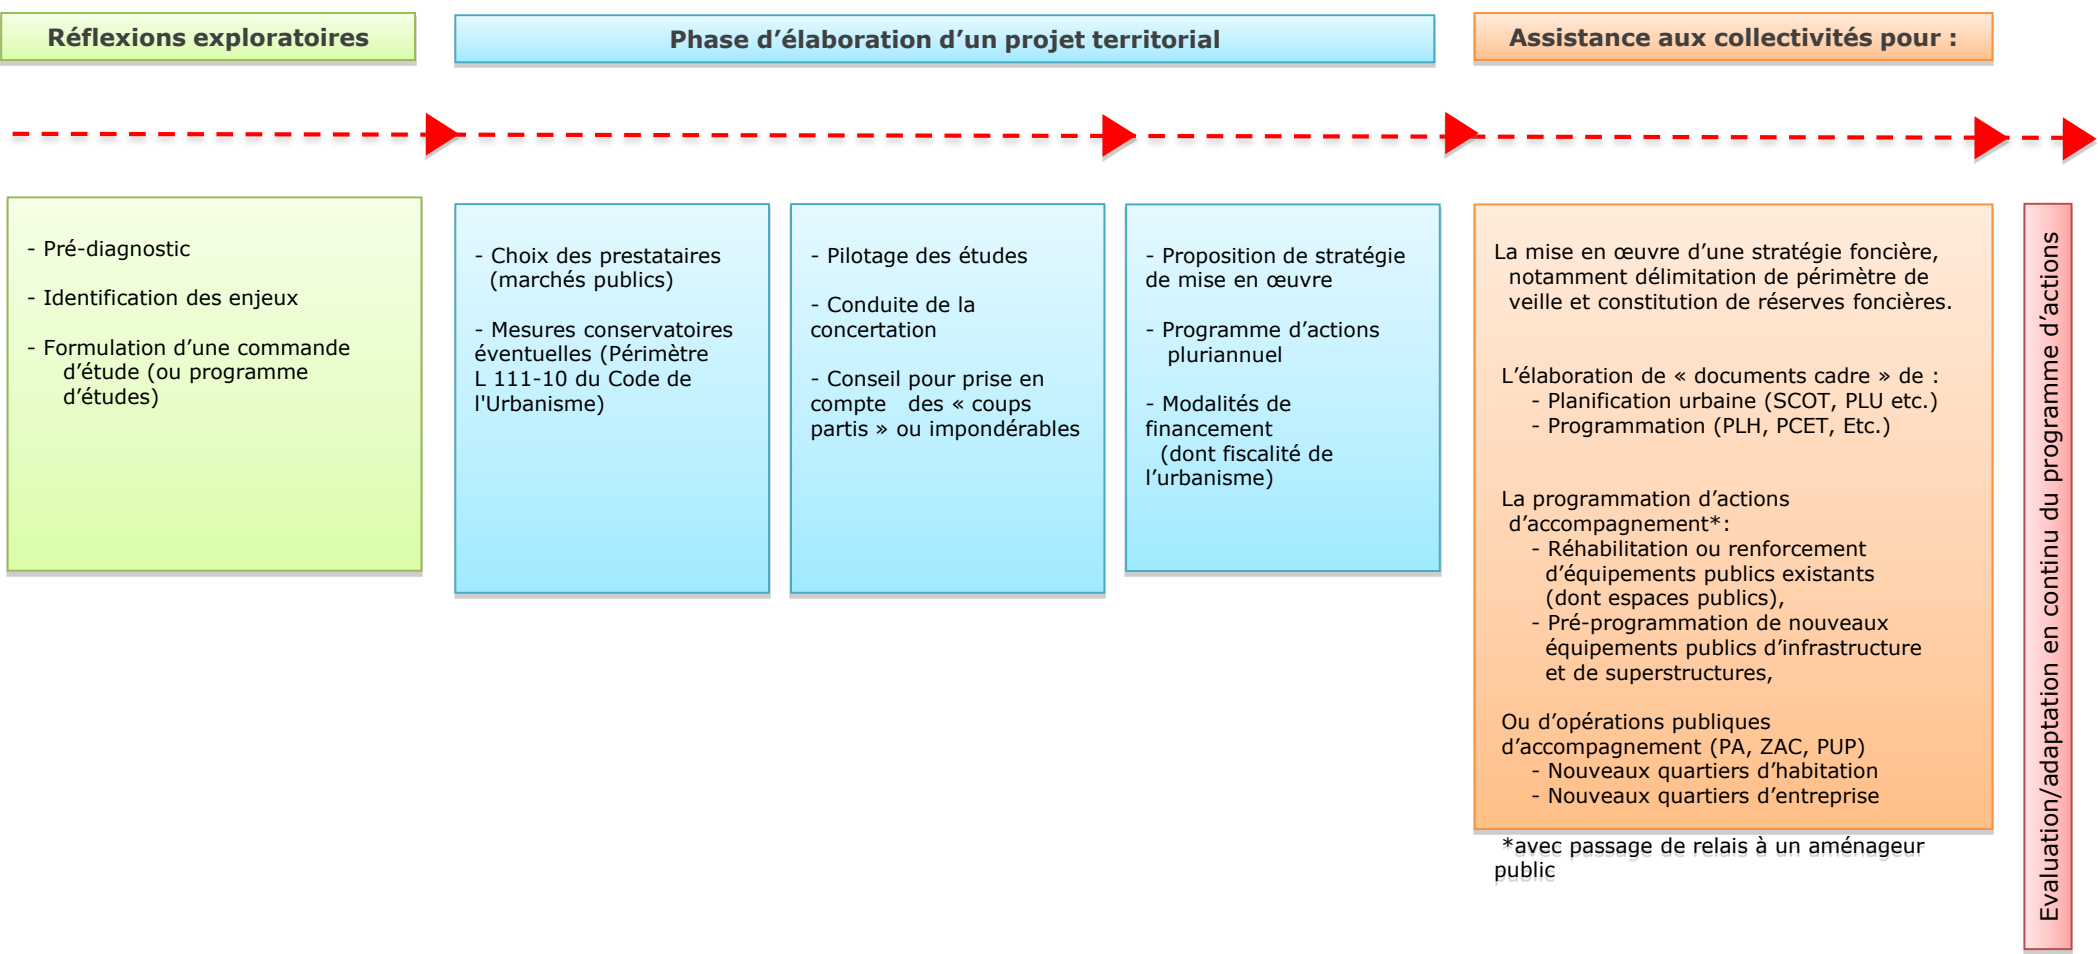 Réflexions exploratoires
Phase d’élaboration d’un projet territorial
Assistance aux collectivités pour :
- Pré-diagnostic
- Identification des enjeux
- Formulation d’une commande
d’étude (ou programme
d’études)
- Choix des prestataires
(marchés publics)
- Mesures conservatoires
éventuelles (Périmètre
L 111-10 du Code de
l'Urbanisme)
- Pilotage des études
- Conduite de la
concertation
- Conseil pour prise en
compte des « coups
partis » ou impondérables
- Proposition de stratégie
de mise en œuvre
- Programme d’actions
pluriannuel
- Modalités de
financement
(dont fiscalité de
l’urbanisme)
La mise en œuvre d’une stratégie foncière,
notamment délimitation de périmètre de
veille et constitution de réserves foncières.
L’élaboration de « documents cadre » de :
- Planification urbaine (SCOT, PLU etc.)
- Programmation (PLH, PCET, Etc.)
La programmation d’actions
d’accompagnement*:
- Réhabilitation ou renforcement
d’équipements publics existants
(dont espaces publics),
- Pré-programmation de nouveaux
équipements publics d’infrastructure
et de superstructures,
Ou d’opérations publiques
d’accompagnement (PA, ZAC, PUP)
- Nouveaux quartiers d’habitation
- Nouveaux quartiers d’entreprise
*avec passage de relais à un aménageur
public
Evaluation/adaptation en continu du programme d’actions